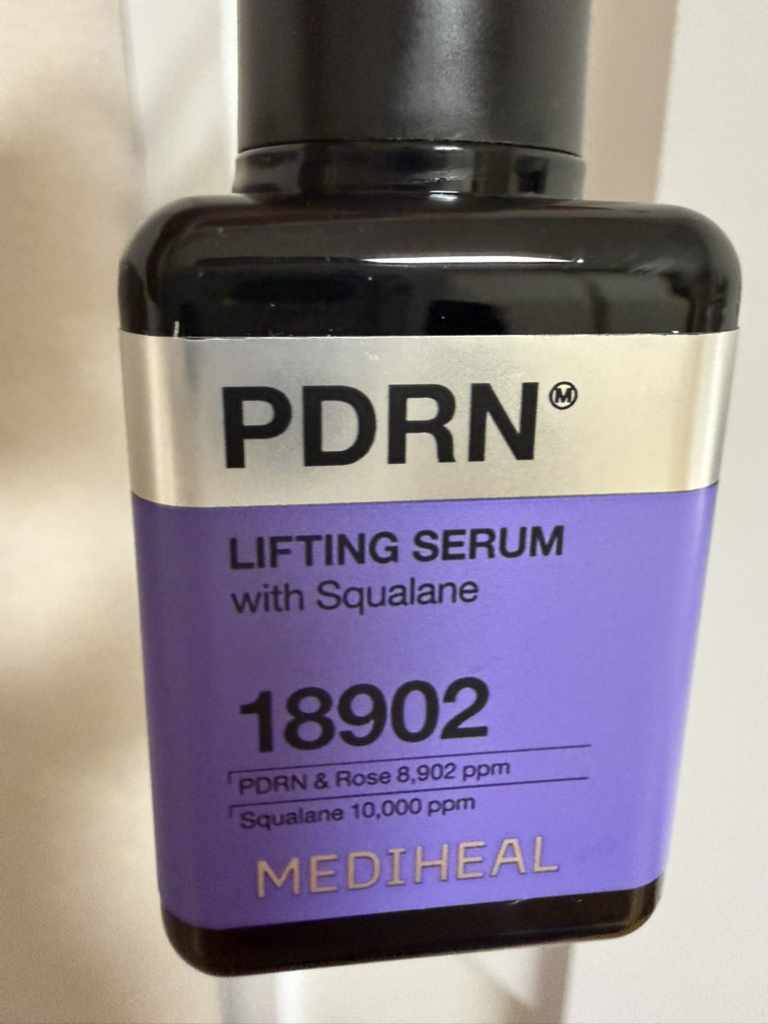 PDRN Ⓜ
LIFTING SERUM
with Squalane
18902
PDRN & Rose 8,902 ppm
Squalane 10,000 ppm
MEDIHEAL